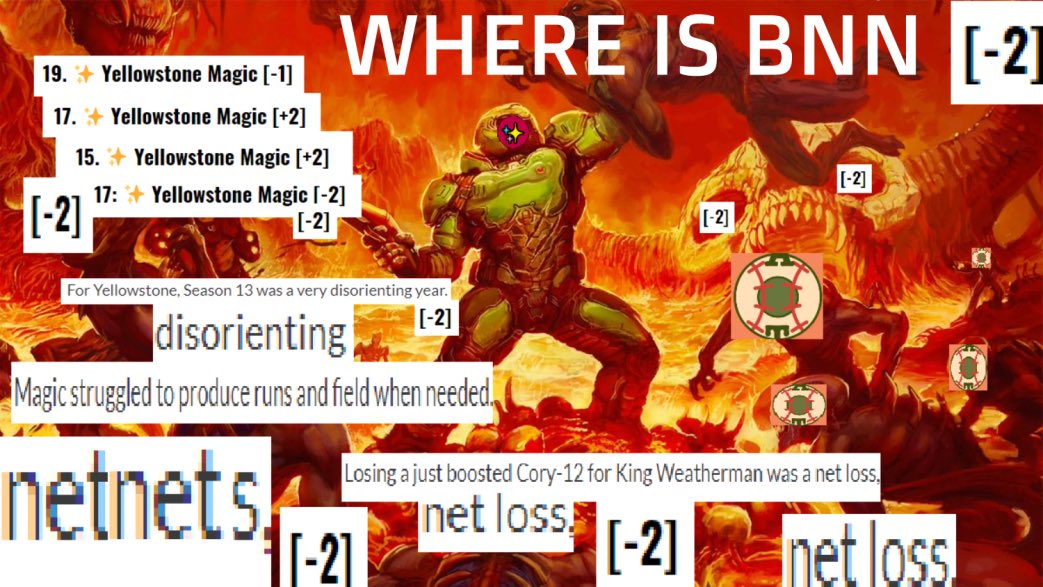 WHERE IS BNN
[-2]
19. ✨ Yellowstone Magic [-1]
17. ✨ Yellowstone Magic [+2]
15. ✨ Yellowstone Magic [+2]
17: ✨ Yellowstone Magic [-2]
[-2]
[-2]
[-2]
[-2]
For Yellowstone, Season 13 was a very disorienting year.
[-2]
disorienting
Magic struggled to produce runs and field when needed.
netnets,
Losing a just boosted Cory-12 for King Weatherman was a net loss,
net loss,
[-2]
[-2]
net loss